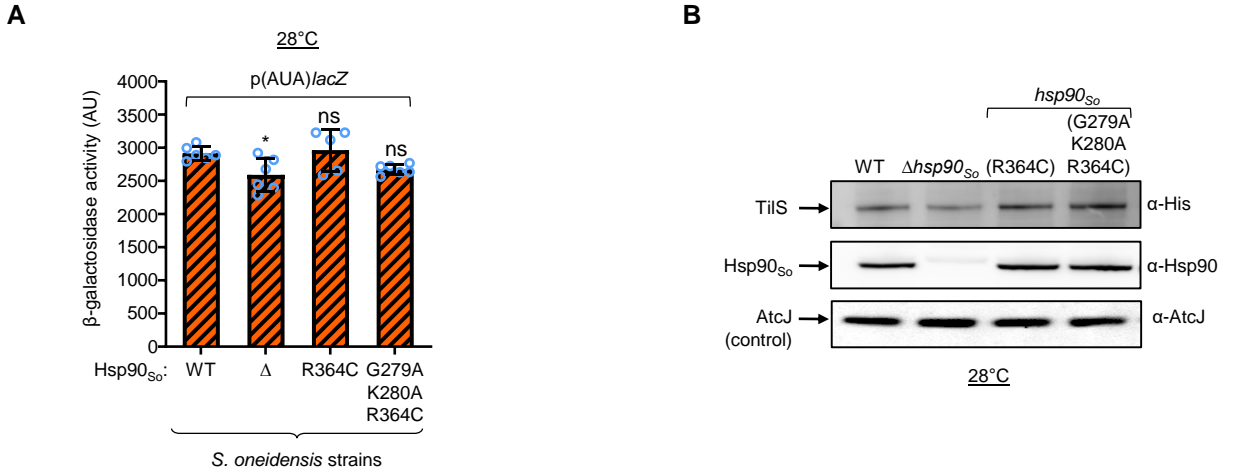 A
28°C
p(AUA)lacZ
β-galactosidase activity (AU)
4000
3500
3000
2500
2000
1500
1000
500
0
*
ns
ns
Hsp90So: WT Δ R364C G279A
K280A
R364C
S. oneidensis strains
B
hsp90So
(G279A
K280A
WT Δhsp90So (R364C) R364C)
TilS α-His
Hsp90So α-Hsp90
AtcJ α-AtcJ
(control)
28°C